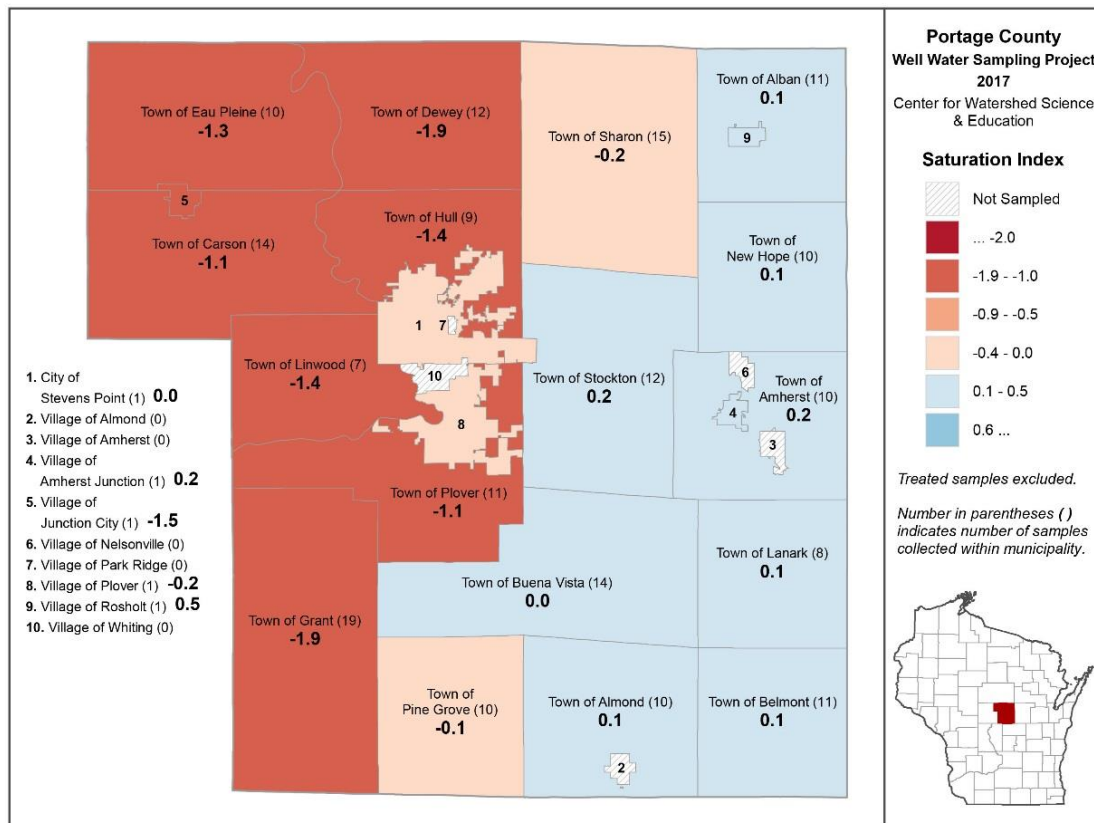 Portage County
Well Water Sampling Project
2017
Center for Watershed Science
& Education
Saturation Index
Not Sampled
... -2.0
-1.9 - -1.0
-0.9 - -0.5
-0.4 - 0.0
0.1 - 0.5
0.6 ...
Treated samples excluded.
Number in parentheses ( )
indicates number of samples
collected within municipality.
Town of Eau Pleine (10)
-1.3
Town of Dewey (12)
-1.9
Town of Sharon (15)
-0.2
Town of Alban (11)
0.1
9
5
Town of Carson (14)
-1.1
Town of Hull (9)
-1.4
Town of
New Hope (10)
0.1
1
7
Town of Linwood (7)
-1.4
10
8
Town of Stockton (12)
0.2
6
4
3
Town of
Amherst (10)
0.2
Town of Plover (11)
-1.1
Town of Buena Vista (14)
0.0
Town of Lanark (8)
0.1
Town of Grant (19)
-1.9
Town of
Pine Grove (10)
-0.1
Town of Almond (10)
0.1
2
Town of Belmont (11)
0.1
1. City of
Stevens Point (1) 0.0
2. Village of Almond (0)
3. Village of Amherst (0)
4. Village of
Amherst Junction (1) 0.2
5. Village of
Junction City (1) -1.5
6. Village of Nelsonville (0)
7. Village of Park Ridge (0)
8. Village of Plover (1) -0.2
9. Village of Rosholt (1) 0.5
10. Village of Whiting (0)